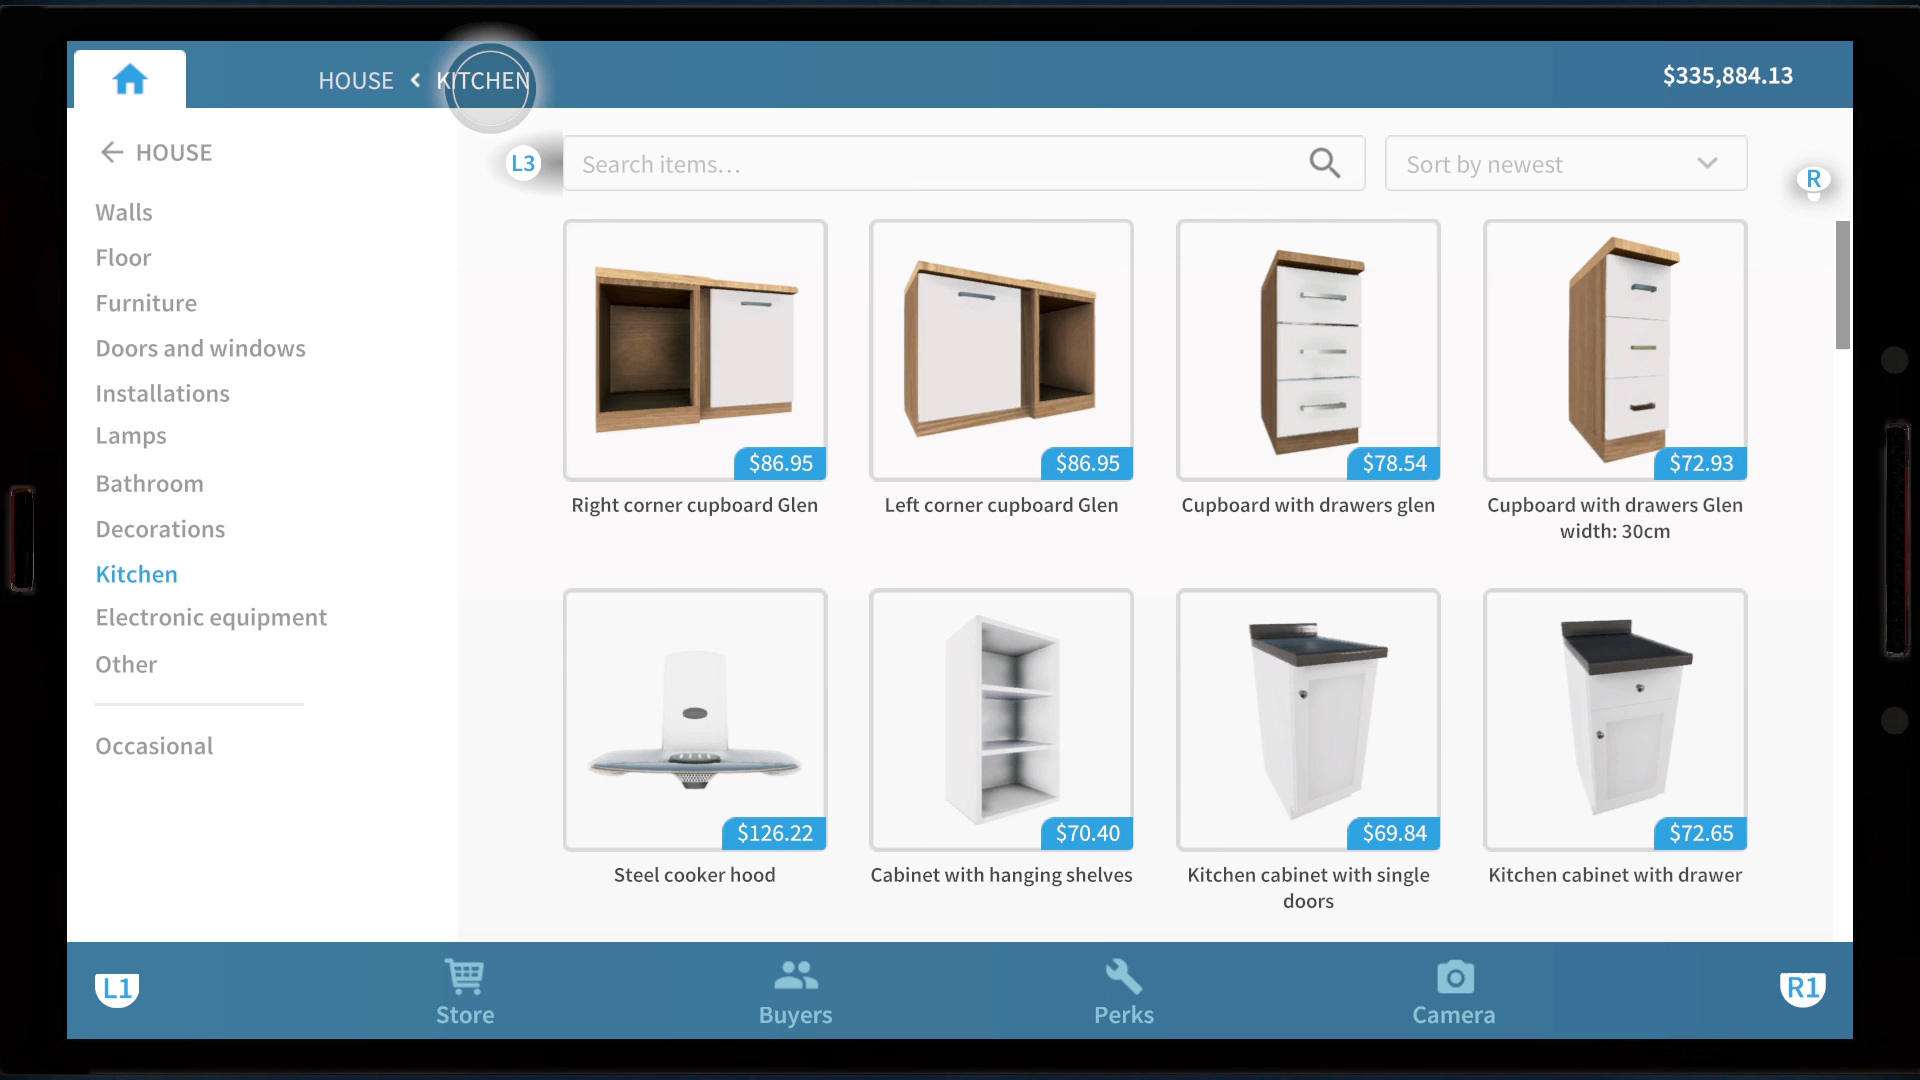 HOUSE < KITCHEN
$335,884.13
HOUSE
L3
Search items...
Sort by newest
R
Walls
Floor
Furniture
Doors and windows
Installations
Lamps
Bathroom
Decorations
Kitchen
Electronic equipment
Other
Occasional
$86.95
$86.95
$78.54
$72.93
Right corner cupboard Glen
Left corner cupboard Glen
Cupboard with drawers glen
Cupboard with drawers Glen
width: 30cm
$126.22
$70.40
$69.84
$72.65
Steel cooker hood
Cabinet with hanging shelves
Kitchen cabinet with single
doors
Kitchen cabinet with drawer
L1
Store
Buyers
Perks
Camera
R1